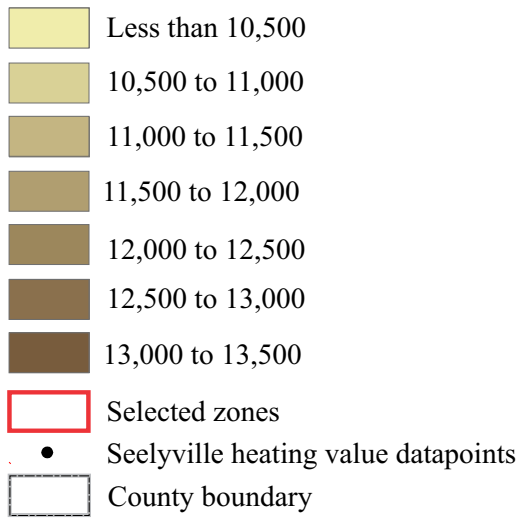 Less than 10,500
10,500 to 11,000
11,000 to 11,500
11,500 to 12,000
12,000 to 12,500
12,500 to 13,000
13,000 to 13,500
Selected zones
Seelyville heating value datapoints
County boundary